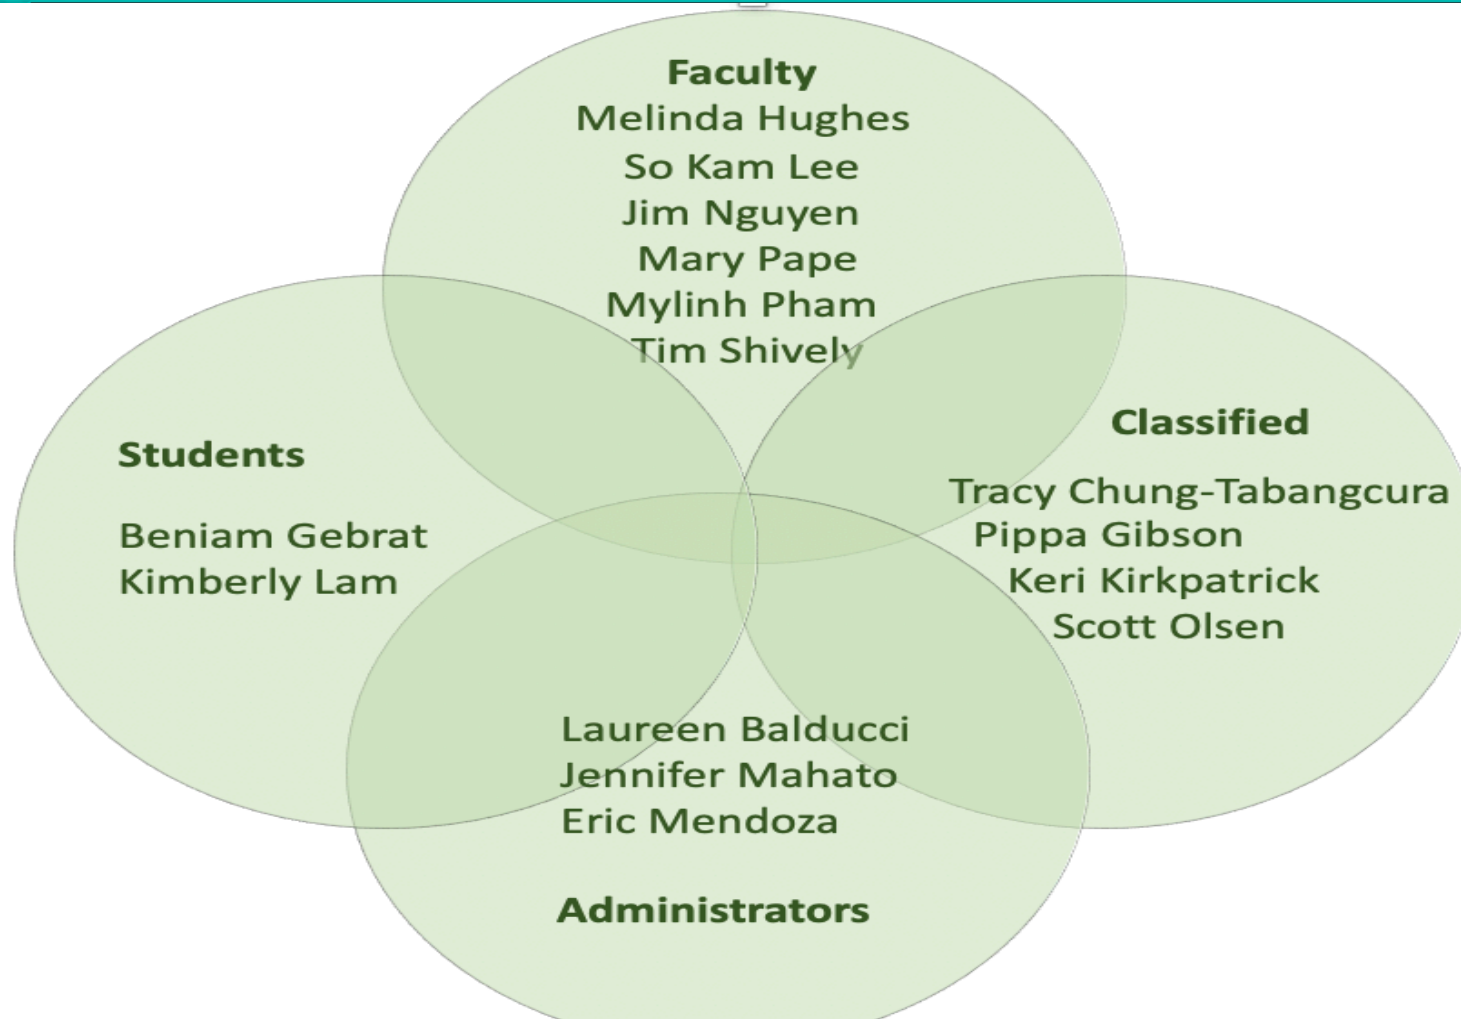 Faculty
Melinda Hughes
So Kam Lee
Jim Nguyen
Mary Pape
Mylinh Pham
Tim Shively
Students
Beniam Gebrat
Kimberly Lam
Classified
Tracy Chung-Tabangcura
Pippa Gibson
Keri Kirkpatrick
Scott Olsen
Laureen Balducci
Jennifer Mahato
Eric Mendoza
Administrators